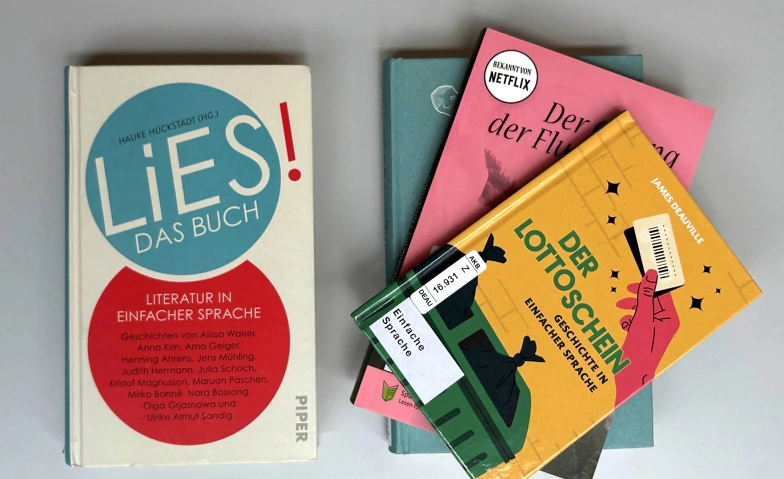 HAUKE HÜCKSTÄDT (HG.)
LiES!
DAS BUCH
LITERATUR IN
EINFACHER SPRACHE
Geschichten von Alissa Walser,
Anna Kim, Arno Geiger,
Henning Ahrens, Jens Mühling,
Judith Hermann, Julia Schoch,
Kristof Magnusson, Maruan Paschen,
Mirko Bonné, Nora Bossong,
Olga Grjasnowa und
Ulrike Almut Sandig
PIPER
BEKANNT VON
NETFLIX
Der
der
JAMES DEAUVILLE
DER
LOTTOSCHEIN
GESCHICHTE IN
EINFACHER SPRACHE
AKB
16.931 Z
DEAU
Einfache
Sprache